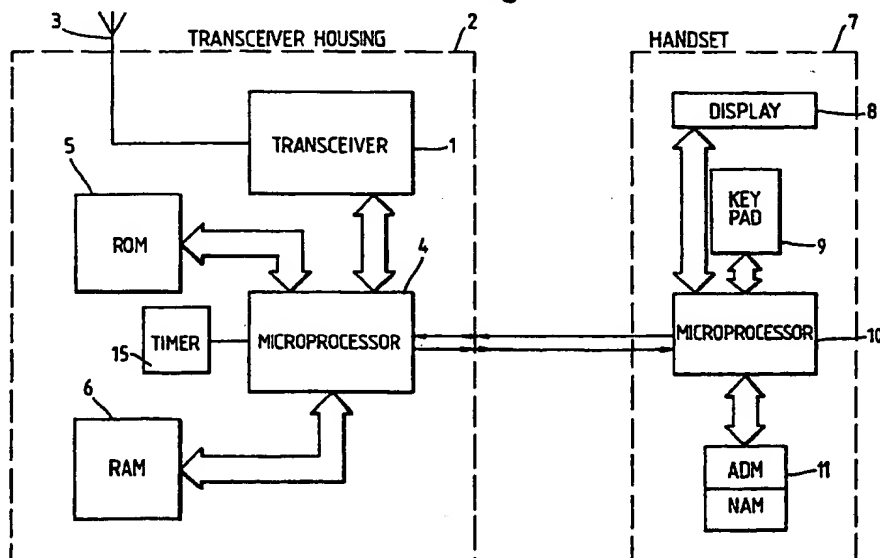 3
TRANSCEIVER HOUSING
2
HANDSET
7
DISPLAY
8
TRANSCEIVER
1
5
KEY
PAD
9
ROM
4
TIMER
15
MICROPROCESSOR
MICROPROCESSOR
10
6
RAM
ADM
11
NAM